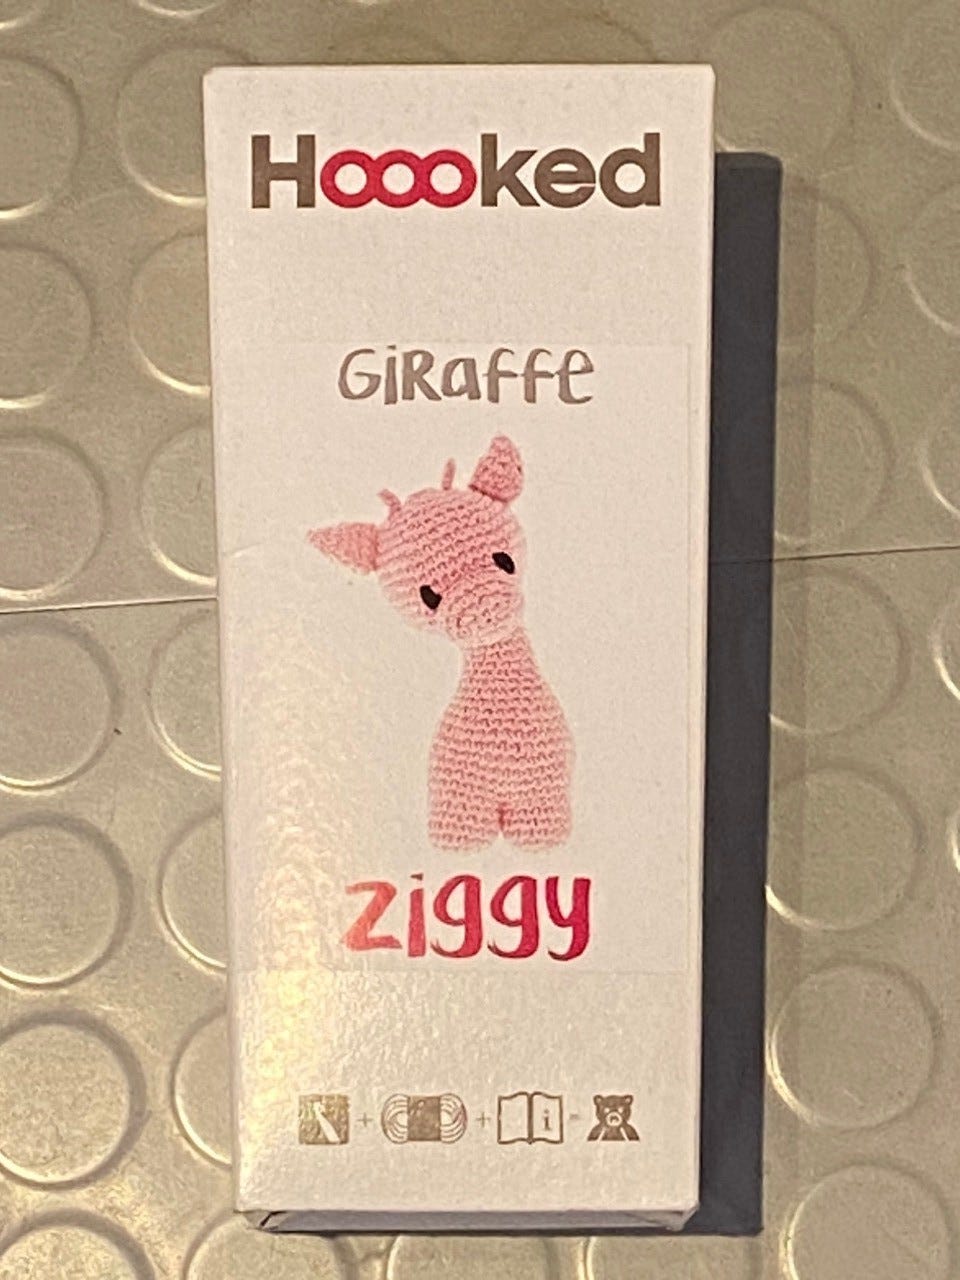 Hoooked
GiRaffe
ziggy
+ + i =